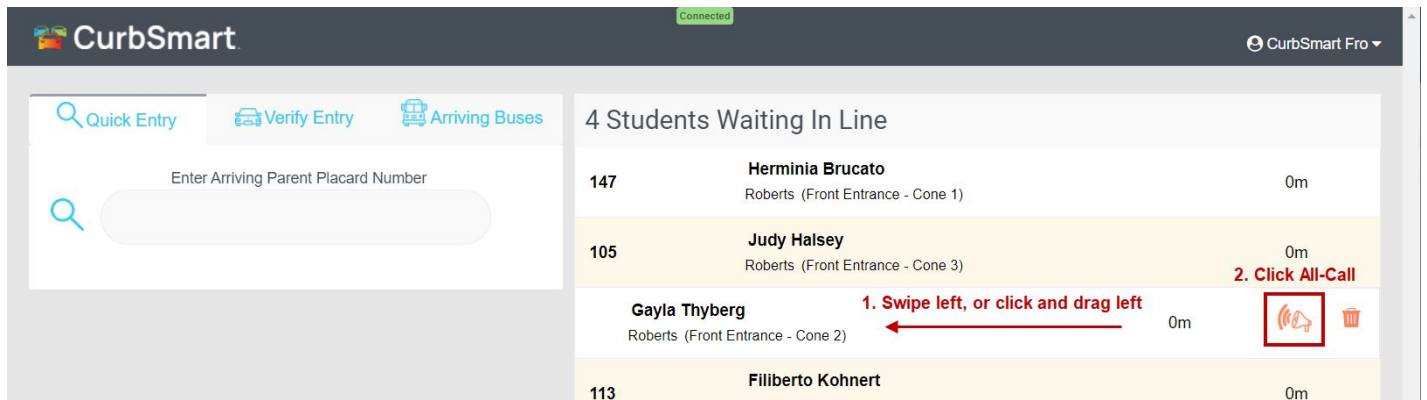 Connected
CurbSmart.
CurbSmart Fro
Quick Entry
Verify Entry
Arriving Buses
Enter Arriving Parent Placard Number
4 Students Waiting In Line
147
Herminia Brucato
Roberts (Front Entrance - Cone 1)
0m
105
Judy Halsey
Roberts (Front Entrance - Cone 3)
0m
2. Click All-Call
Gayla Thyberg
Roberts (Front Entrance - Cone 2)
1. Swipe left, or click and drag left
0m
113
Filiberto Kohnert
0m